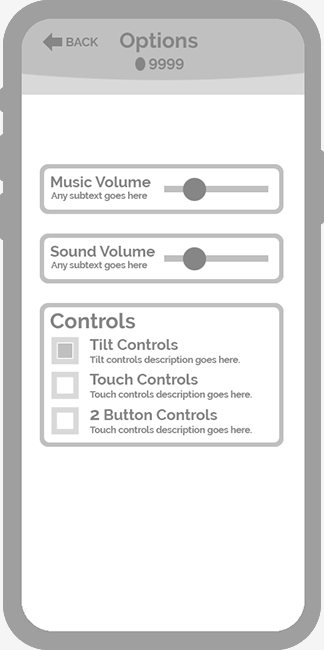 BACK
Options
9999
Music Volume
Any subtext goes here
Sound Volume
Any subtext goes here
Controls
Tilt Controls
Tilt controls description goes here.
Touch Controls
Touch controls description goes here.
2 Button Controls
Touch controls description goes here.